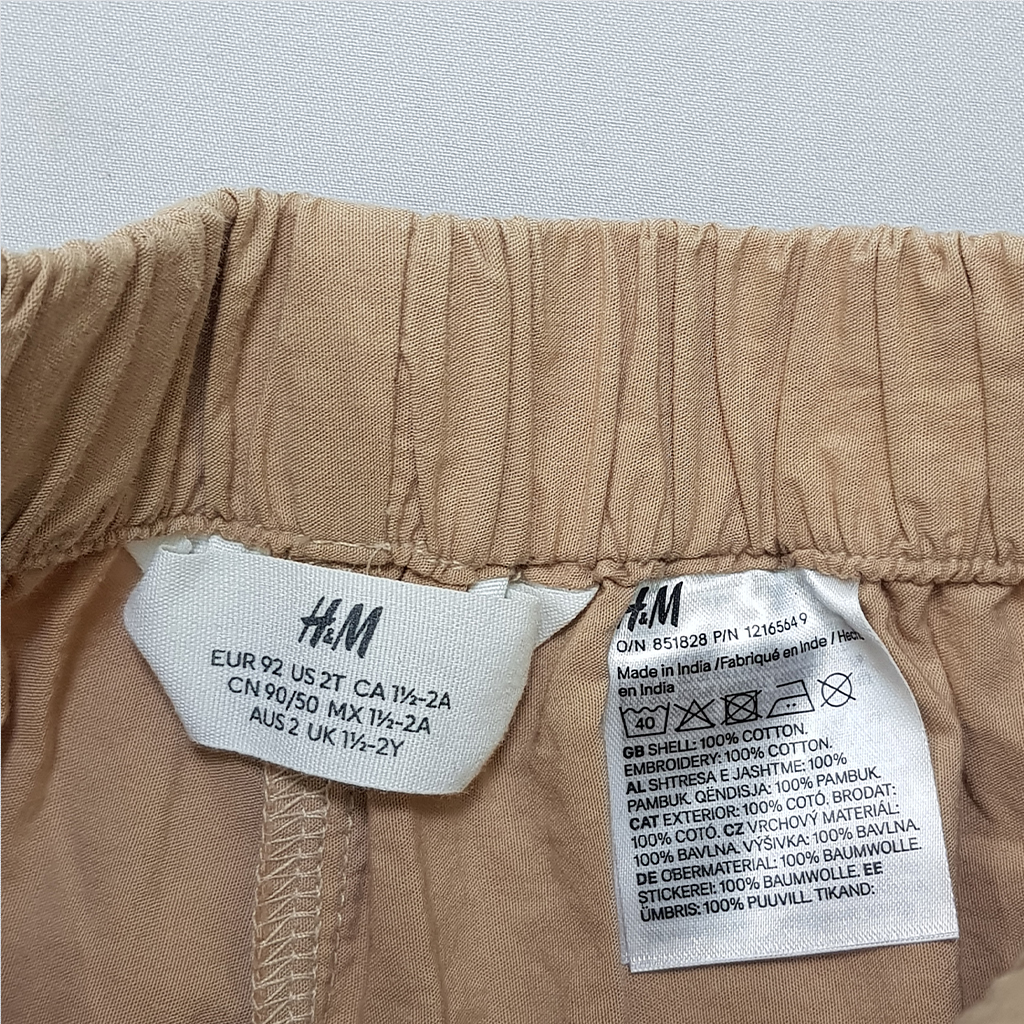 H&M
EUR 92 US 2T CA 1½-2A
CN 90/50 MX 1½-2A
AUS 2 UK 1½-2Y
H&M
O/N 851828 P/N 1216564 9
Made in India /Fabriqué en Inde / Hech
en India
40
GB SHELL: 100% COTTON.
EMBROIDERY: 100% COTTON.
AL SHTRESA E JASHTME: 100%
PAMBUK. QËNDISJA: 100% PAMBUK.
CAT EXTERIOR: 100% COTÓ. BRODAT:
100% COTÓ. CZ VRCHOVÝ MATERIÁL:
100% BAVLNA. VÝŠIVKA: 100% BAVLNA.
DE OBERMATERIAL: 100% BAUMWOLLE.
STICKEREI: 100% BAUMWOLLE. EE
ÜMBRIS: 100% PUUVILL. TIKAND: